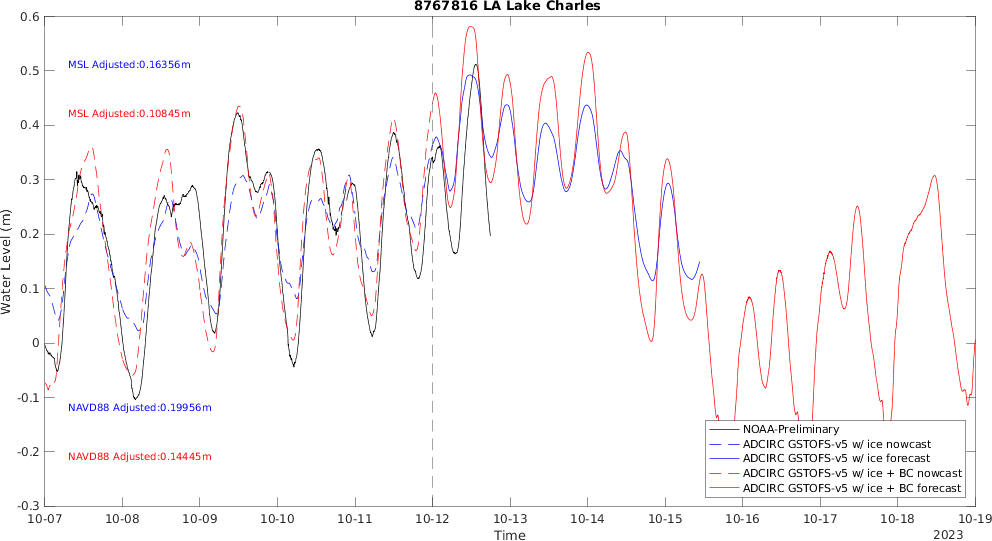 8767816 LA Lake Charles
0.6
0.5
0.4
0.3
0.2
0.1
0
-0.1
-0.2
-0.3
Water Level (m)
MSL Adjusted:0.16356m
MSL Adjusted:0.10845m
NAVD88 Adjusted:0.19956m
NAVD88 Adjusted:0.14445m
NOAA-Preliminary
ADCIRC GSTOFS-v5 w/ ice nowcast
ADCIRC GSTOFS-v5 w/ ice forecast
ADCIRC GSTOFS-v5 w/ ice + BC nowcast
ADCIRC GSTOFS-v5 w/ ice + BC forecast
10-07 10-08 10-09 10-10 10-11 10-12 10-13 10-14 10-15 10-16 10-17 10-18 10-19
Time
2023